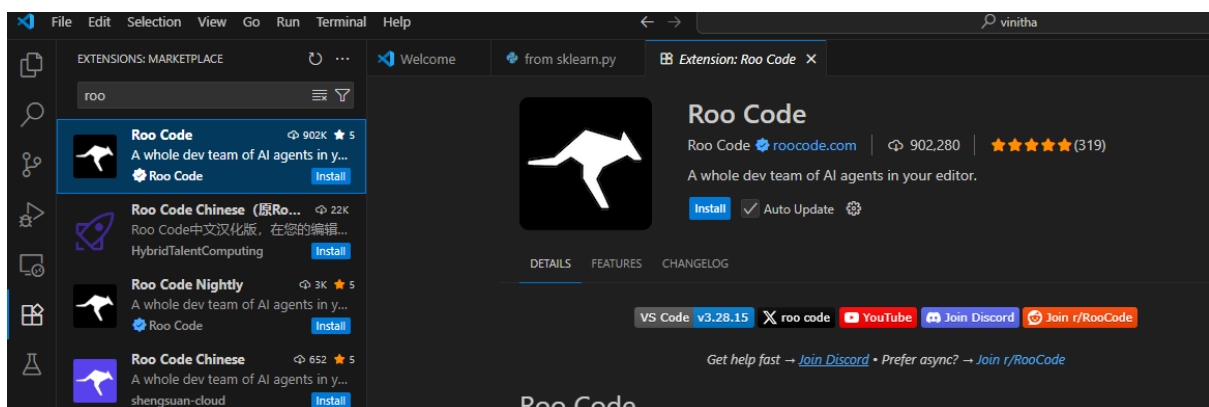 File Edit Selection View Go Run Terminal Help
vinitha
EXTENSIONS: MARKETPLACE
Welcome
from sklearn.py
Extension: Roo Code
roo
Roo Code 902K 5
A whole dev team of AI agents in y...
Roo Code Install
Roo Code Chinese（原Ro... 22K
Roo Code中文汉化版，在您的编辑...
HybridTalentComputing Install
Roo Code Nightly 3K 5
A whole dev team of AI agents in y...
Roo Code Install
Roo Code Chinese 652 5
A whole dev team of AI agents in y...
shengsuan-cloud Install
Roo Code
Roo Code roocode.com 902,280 (319)
A whole dev team of AI agents in your editor.
Install Auto Update
DETAILS FEATURES CHANGELOG
VS Code v3.28.15 X roo code YouTube Join Discord Join r/RooCode
Get help fast → Join Discord • Prefer async? → Join r/RooCode
Roo Code